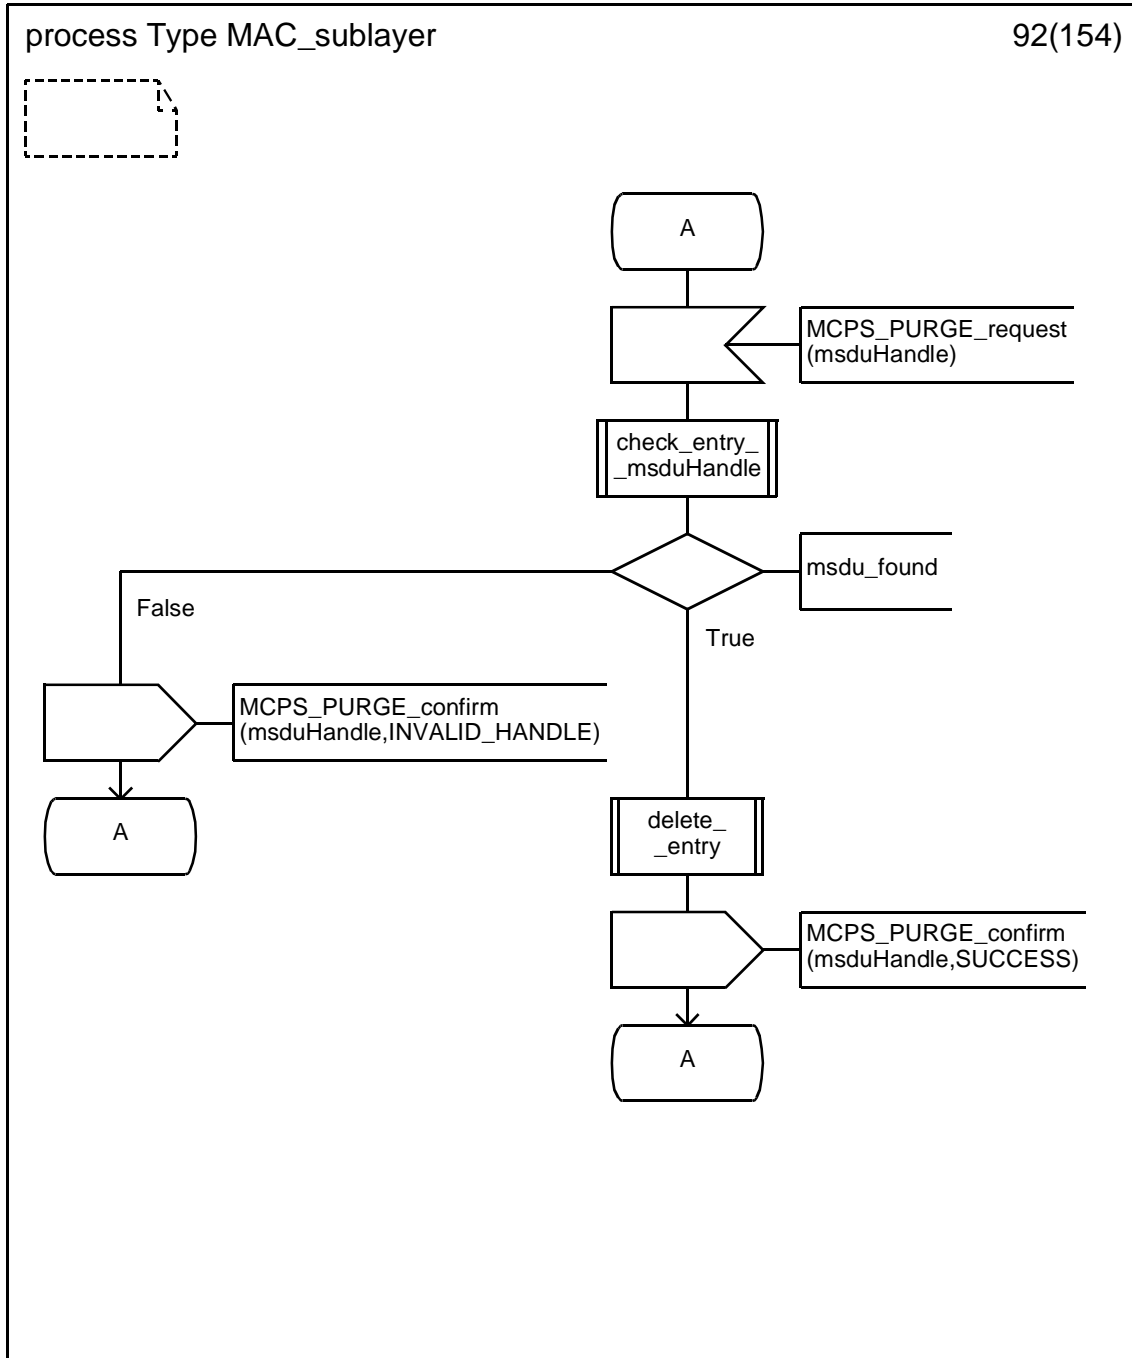 process Type MAC_sublayer
92(154)
A
MCPS_PURGE_request
(msduHandle)
check_entry_
_msduHandle
msdu_found
False
True
MCPS_PURGE_confirm
(msduHandle,INVALID_HANDLE)
A
delete_
_entry
MCPS_PURGE_confirm
(msduHandle,SUCCESS)
A